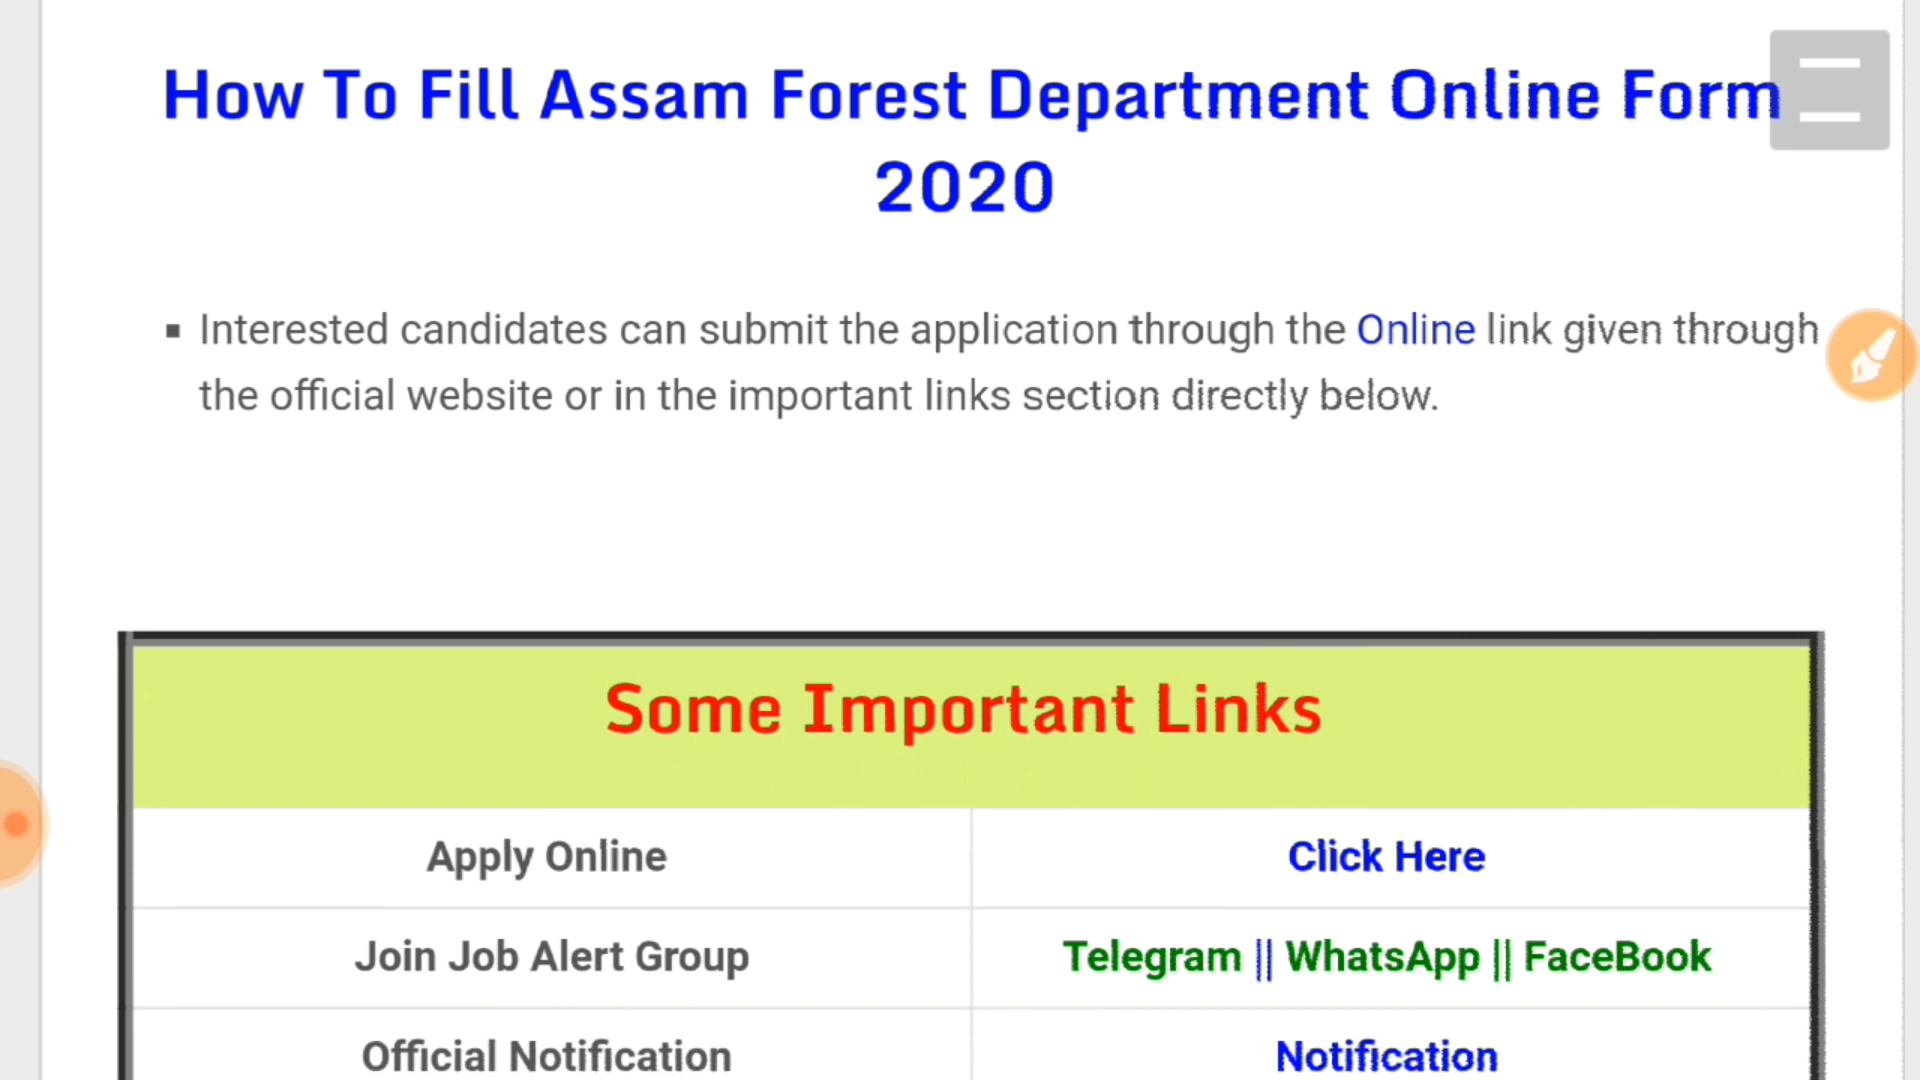 How To Fill Assam Forest Department Online Form
2020
▪ Interested candidates can submit the application through the Online link given through
the official website or in the important links section directly below.
Some Important Links
Apply Online Click Here
Join Job Alert Group Telegram || WhatsApp || FaceBook
Official Notification Notification